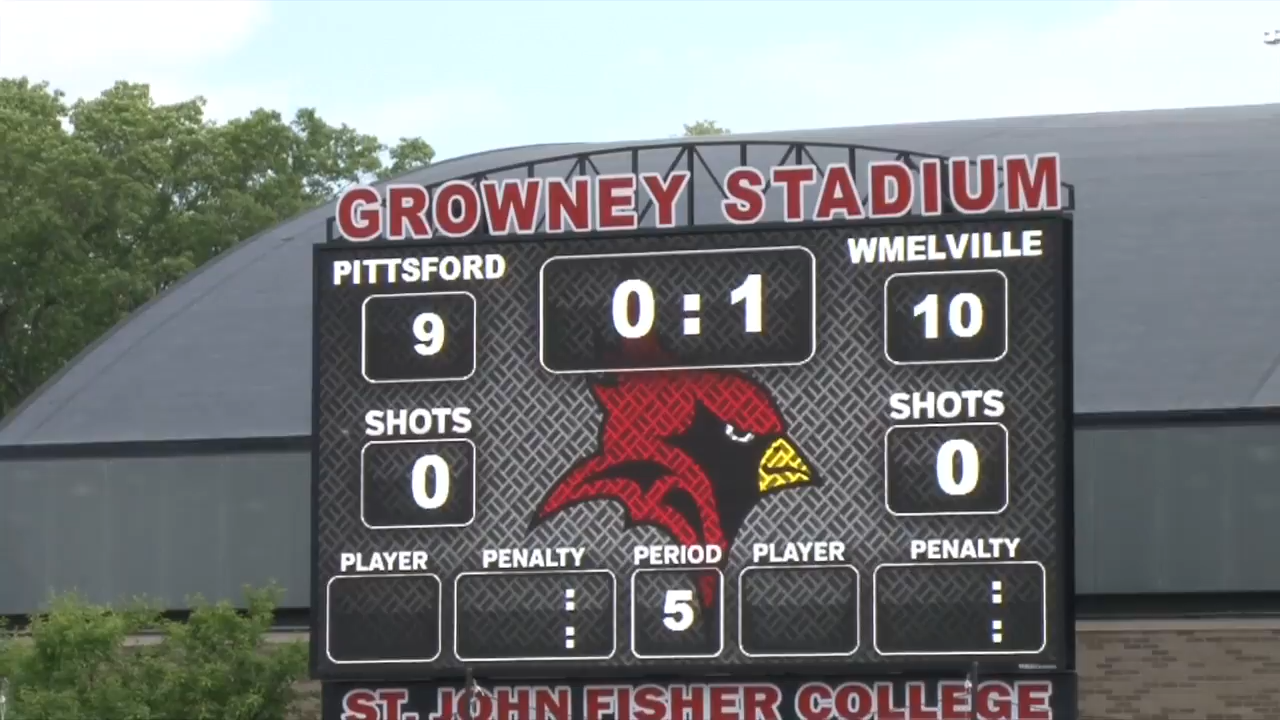 GROWNEY STADIUM
PITTSFORD
9
0:1
WMELVILLE
10
SHOTS
0
SHOTS
0
PLAYER
PENALTY
:
PERIOD
5
PLAYER
PENALTY
:
ST. JOHN FISHER COLLEGE